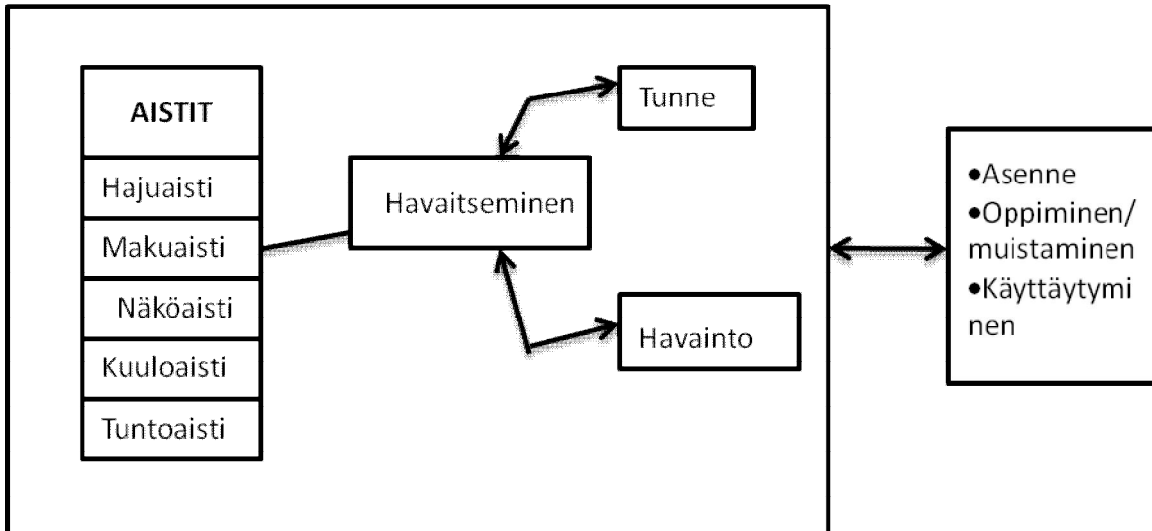 AISTIT
Hajuaisti
Makuaisti
Näköaisti
Kuuloaisti
Tuntoaisti
Havaitseminen
Tunne
Havainto
•Asenne
•Oppiminen/
muistaminen
•Käyttäytymi
nen